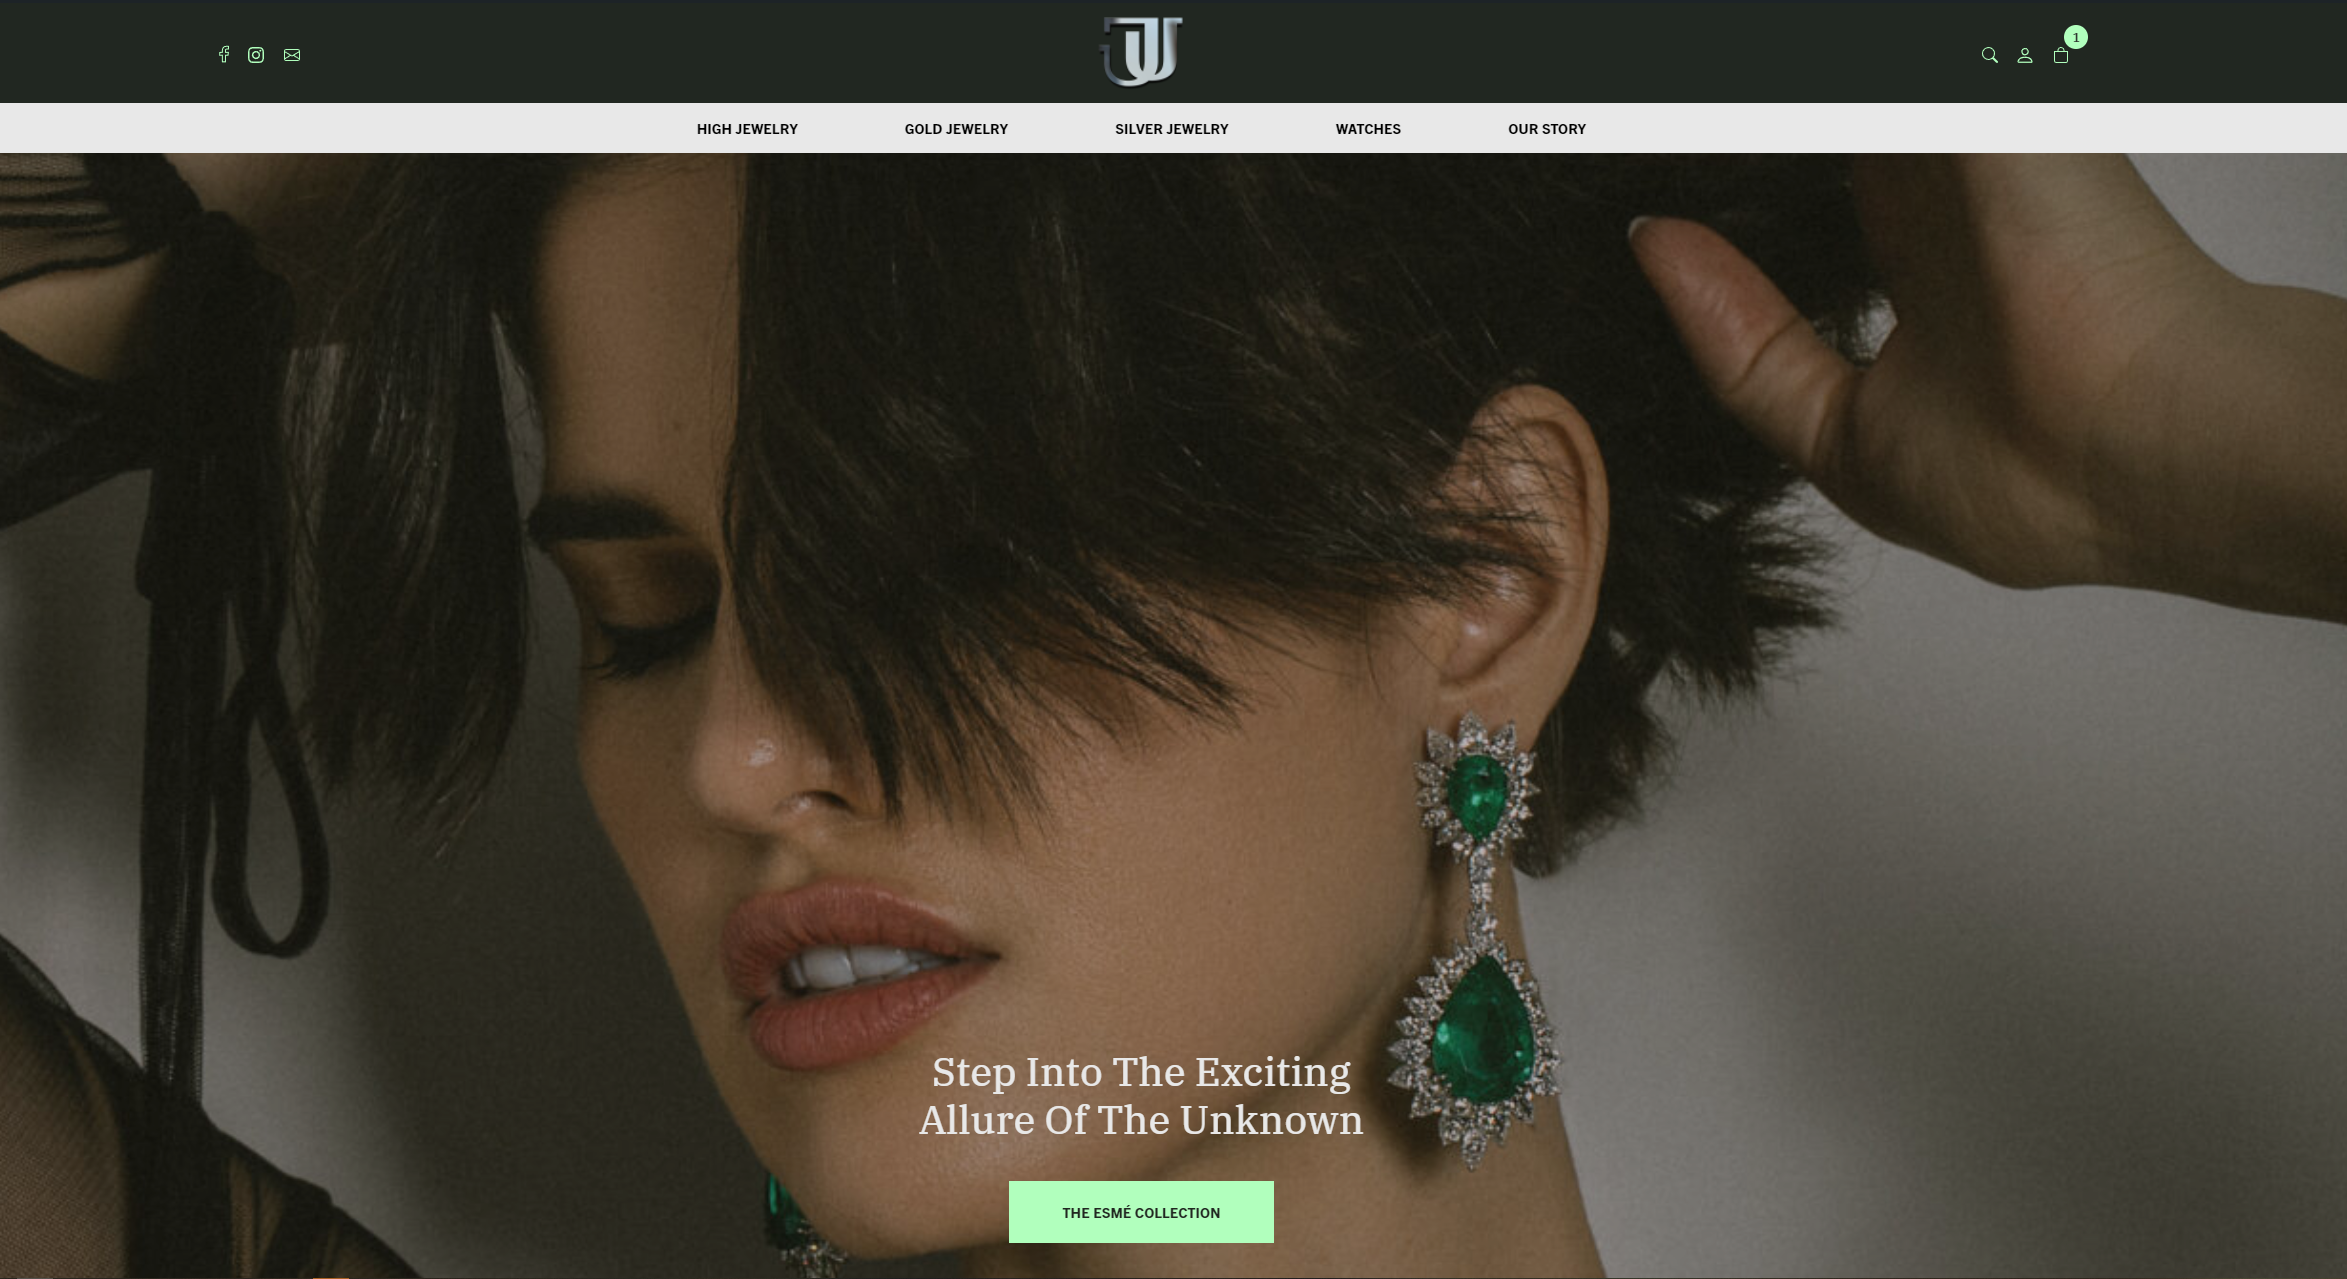 1
HIGH JEWELRY
GOLD JEWELRY
SILVER JEWELRY
WATCHES
OUR STORY
Step Into The Exciting
Allure Of The Unknown
THE ESMÉ COLLECTION